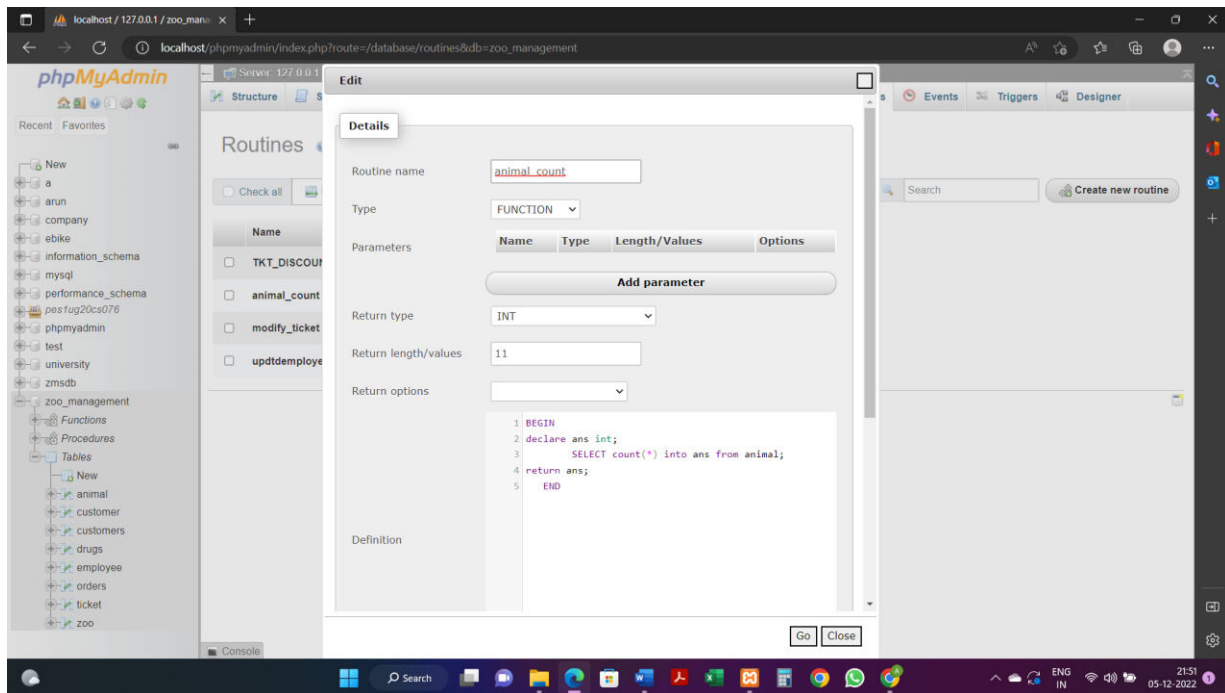 localhost / 127.0.0.1 / zoo_mana
localhost/phpmyadmin/index.php?route=/database/routines&db=zoo_management
phpMyAdmin
Recent Favorites
New
a
arun
company
ebike
information_schema
mysql
performance_schema
pes1ug20cs076
phpmyadmin
test
university
zmsdb
zoo_management
Functions
Procedures
Tables
New
animal
customer
customers
drugs
employee
orders
ticket
zoo
Server: 127.0.0.1
Structure S
s Events Triggers Designer
Routines
Check all
Search
Create new routine
Name
TKT_DISCOUN
animal_count
modify_ticket
updtdemploye
Console
Edit
Details
Routine name animal_count
Type FUNCTION
Parameters Name Type Length/Values Options
Add parameter
Return type INT
Return length/values 11
Return options
Definition
1 BEGIN
2 declare ans int;
3 SELECT count(*) into ans from animal;
4 return ans;
5 END
Go Close
Search
ENG
IN
21:51
05-12-2022
1